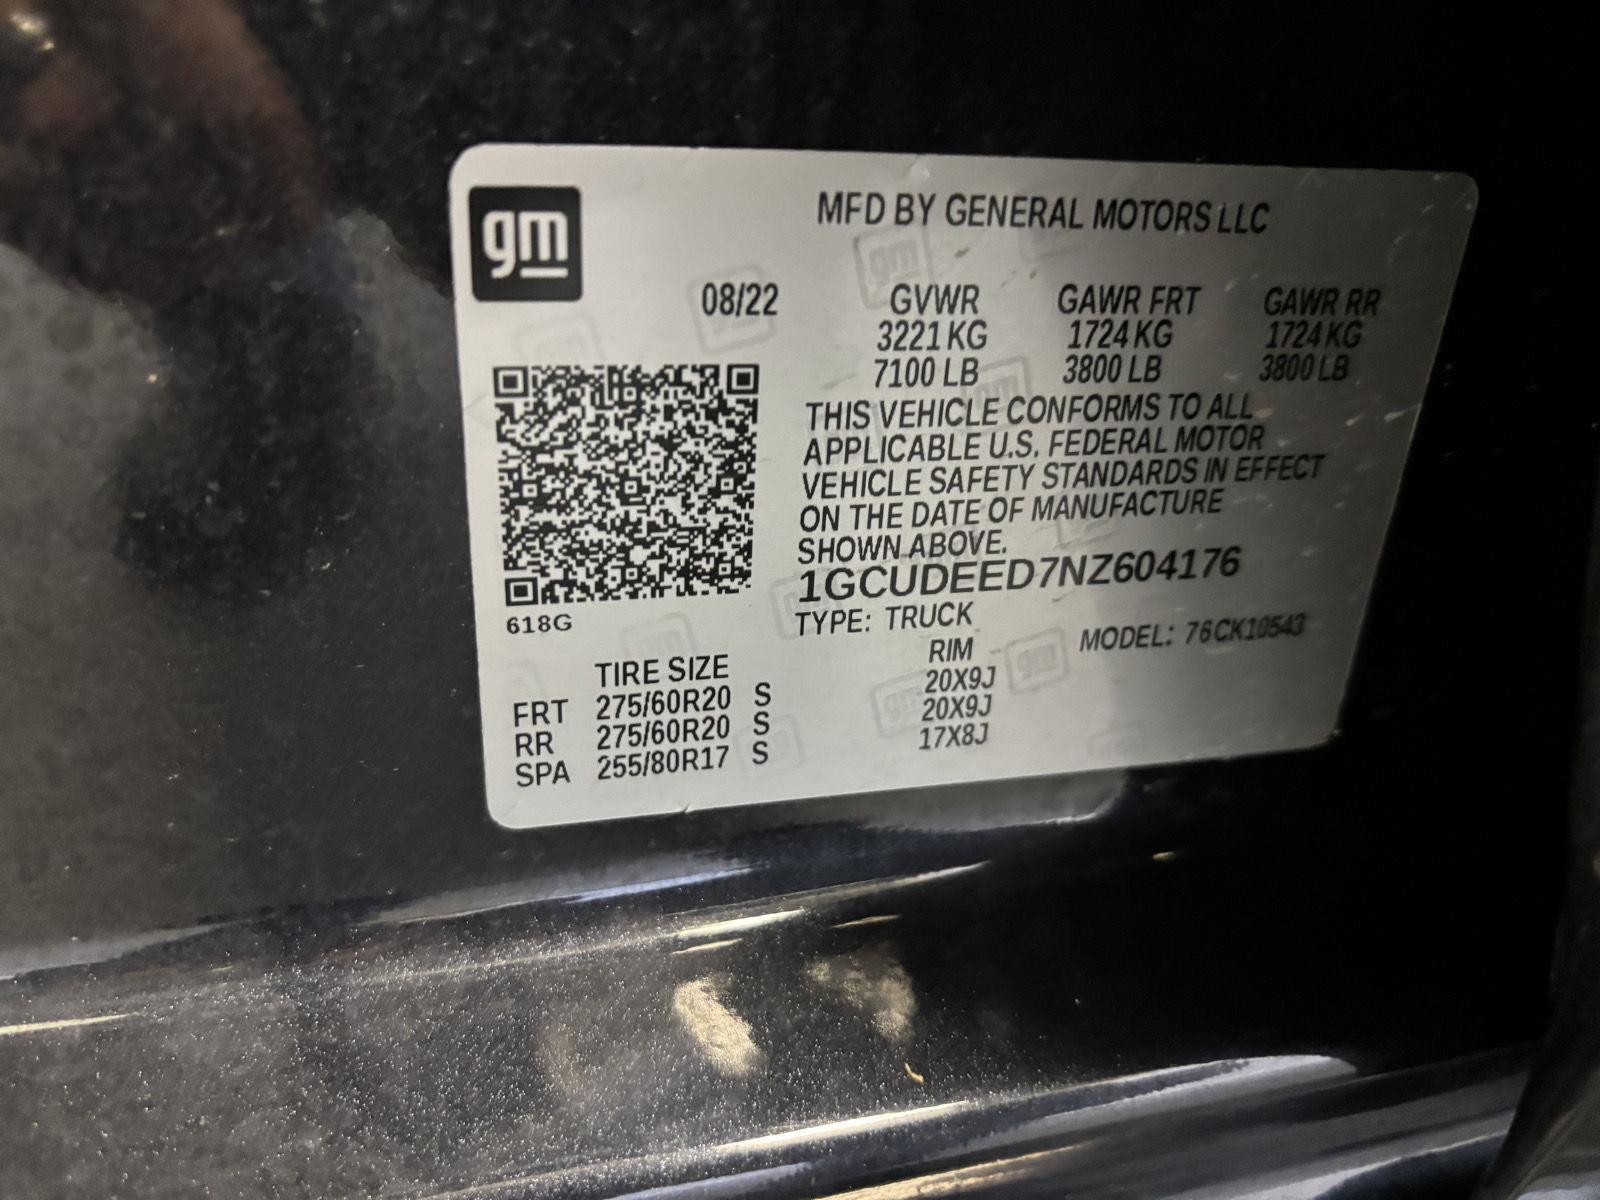 gm
MFD BY GENERAL MOTORS LLC
08/22 GVWR GAWR FRT GAWR RR
3221 KG 1724 KG 1724 KG
7100 LB 3800 LB 3800 LB
THIS VEHICLE CONFORMS TO ALL
APPLICABLE U.S. FEDERAL MOTOR
VEHICLE SAFETY STANDARDS IN EFFECT
ON THE DATE OF MANUFACTURE
SHOWN ABOVE.
1GCUDEED7NZ604176
618G
TYPE: TRUCK MODEL: 76CK10543
TIRE SIZE RIM
FRT 275/60R20 S 20X9J
RR 275/60R20 S 20X9J
SPA 255/80R17 S 17X8J